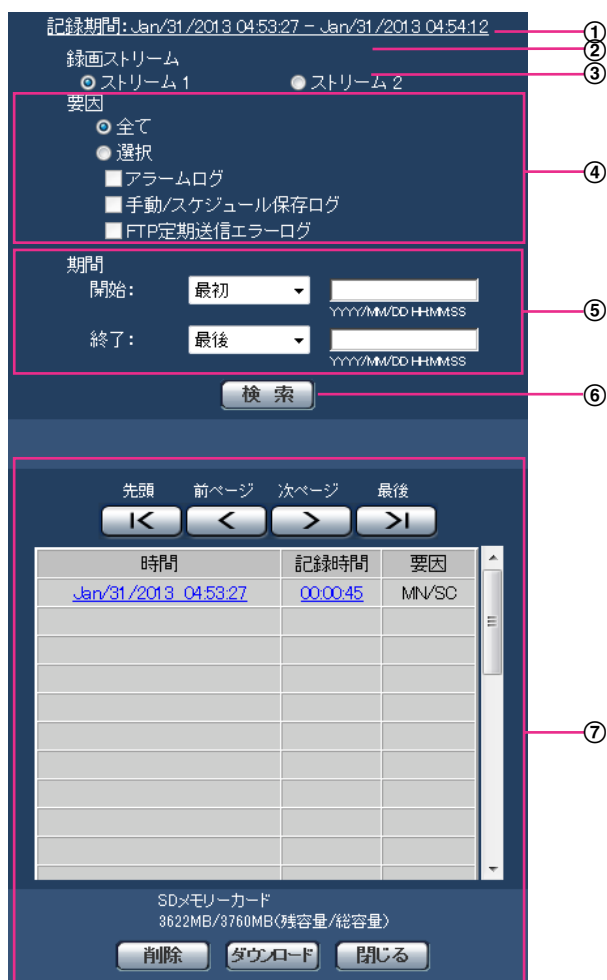 記録期間: Jan/31/2013 04:53:27 - Jan/31/2013 04:54:12 ①
②
録画ストリーム
ストリーム 1 ストリーム 2 ③
要因
全て
選択 ④
アラームログ
手動/スケジュール保存ログ
FTP定期送信エラーログ
期間
開始: 最初
YYYY/MM/DD HH:MM:SS ⑤
終了: 最後
YYYY/MM/DD HH:MM:SS
検 索 ⑥
先頭 前ページ 次ページ 最後
時間 記録時間 要因
Jan/31/2013 04:53:27 00:00:45 MN/SC
⑦
SDメモリーカード
3622MB/3760MB(残容量/総容量)
削除 ダウンロード 閉じる